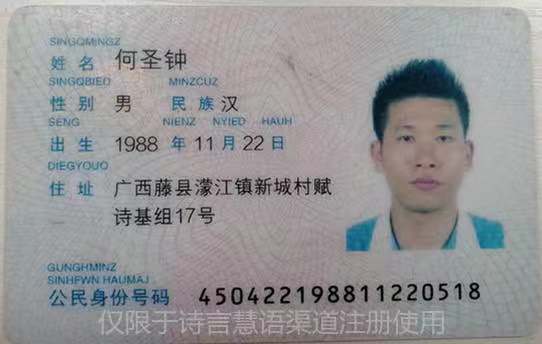 SINGQMINGZ
姓名 何圣钟
SINGQBIED MINZCUZ
性别 男 民族 汉
SENG NIENZ NYIED HAUH
出生 1988 年 11 月 22 日
DIEGYOUQ
住址 广西藤县濛江镇新城村赋
诗基组17号
GUNGHMINZ
SINHFWN HAUMAJ
公民身份号码 450422198811220518
仅限于诗言慧语渠道注册使用